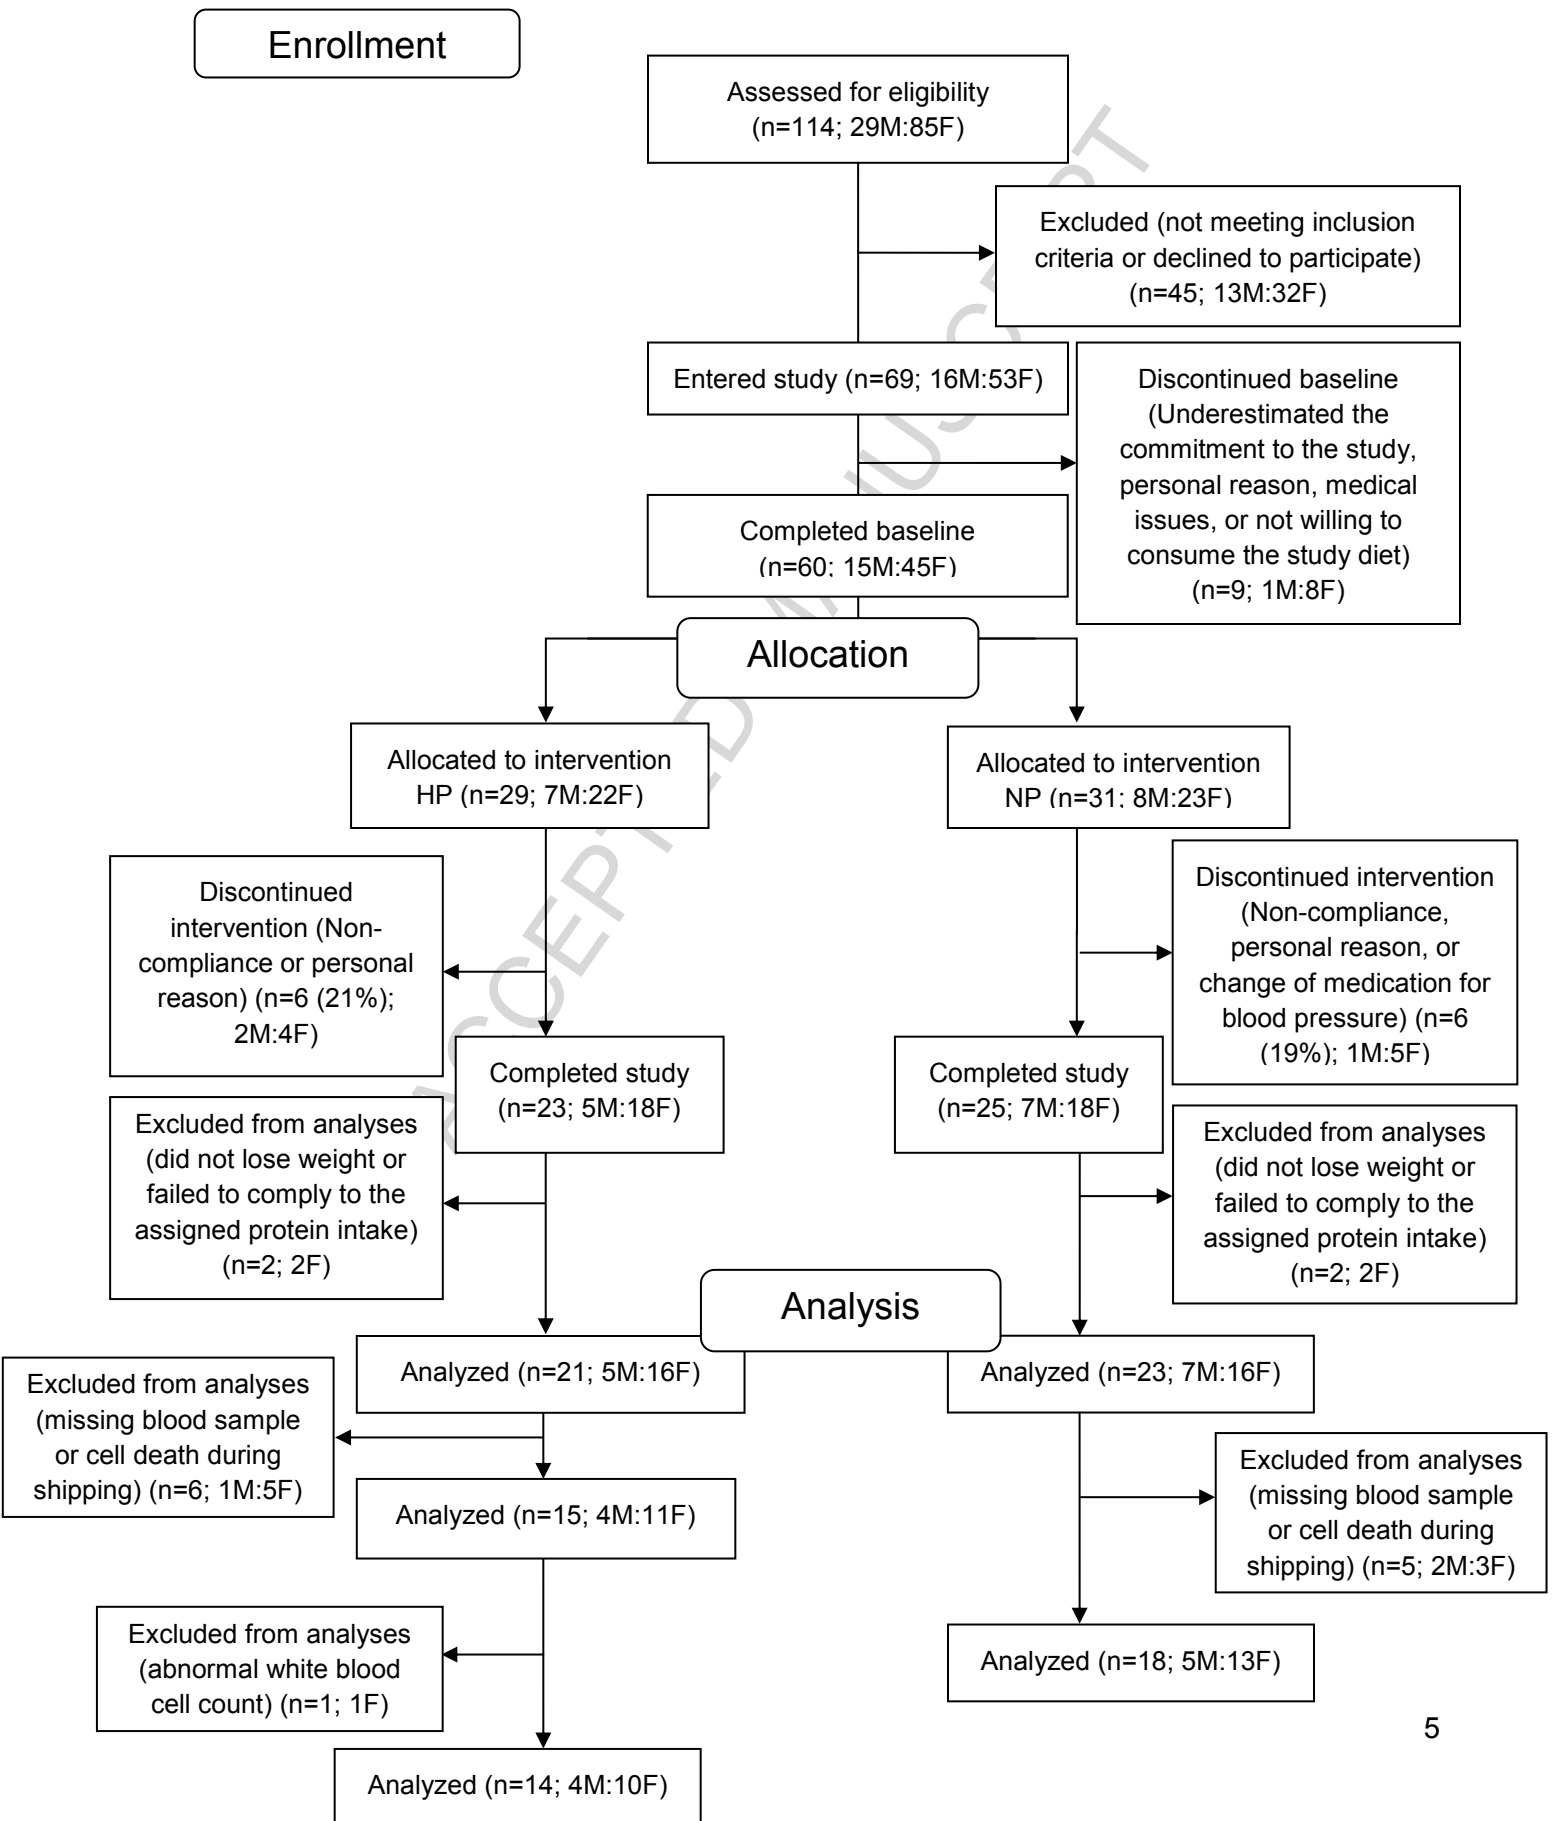 Enrollment
Assessed for eligibility
(n=114; 29M:85F)
Excluded (not meeting inclusion
criteria or declined to participate)
(n=45; 13M:32F)
Entered study (n=69; 16M:53F)
Discontinued baseline
(Underestimated the
commitment to the study,
personal reason, medical
issues, or not willing to
consume the study diet)
(n=9; 1M:8F)
Completed baseline
(n=60; 15M:45F)
Allocation
Allocated to intervention
HP (n=29; 7M:22F)
Allocated to intervention
NP (n=31; 8M:23F)
Discontinued
intervention (Non-
compliance or personal
reason) (n=6 (21%);
2M:4F)
Discontinued intervention
(Non-compliance,
personal reason, or
change of medication for
blood pressure) (n=6
(19%); 1M:5F)
Completed study
(n=23; 5M:18F)
Completed study
(n=25; 7M:18F)
Excluded from analyses
(did not lose weight or
failed to comply to the
assigned protein intake)
(n=2; 2F)
Excluded from analyses
(did not lose weight or
failed to comply to the
assigned protein intake)
(n=2; 2F)
Analysis
Analyzed (n=21; 5M:16F)
Analyzed (n=23; 7M:16F)
Excluded from analyses
(missing blood sample
or cell death during
shipping) (n=6; 1M:5F)
Excluded from analyses
(missing blood sample
or cell death during
shipping) (n=5; 2M:3F)
Analyzed (n=15; 4M:11F)
Excluded from analyses
(abnormal white blood
cell count) (n=1; 1F)
Analyzed (n=18; 5M:13F)
Analyzed (n=14; 4M:10F)
5
ACCEPTED MANUSCRIPT